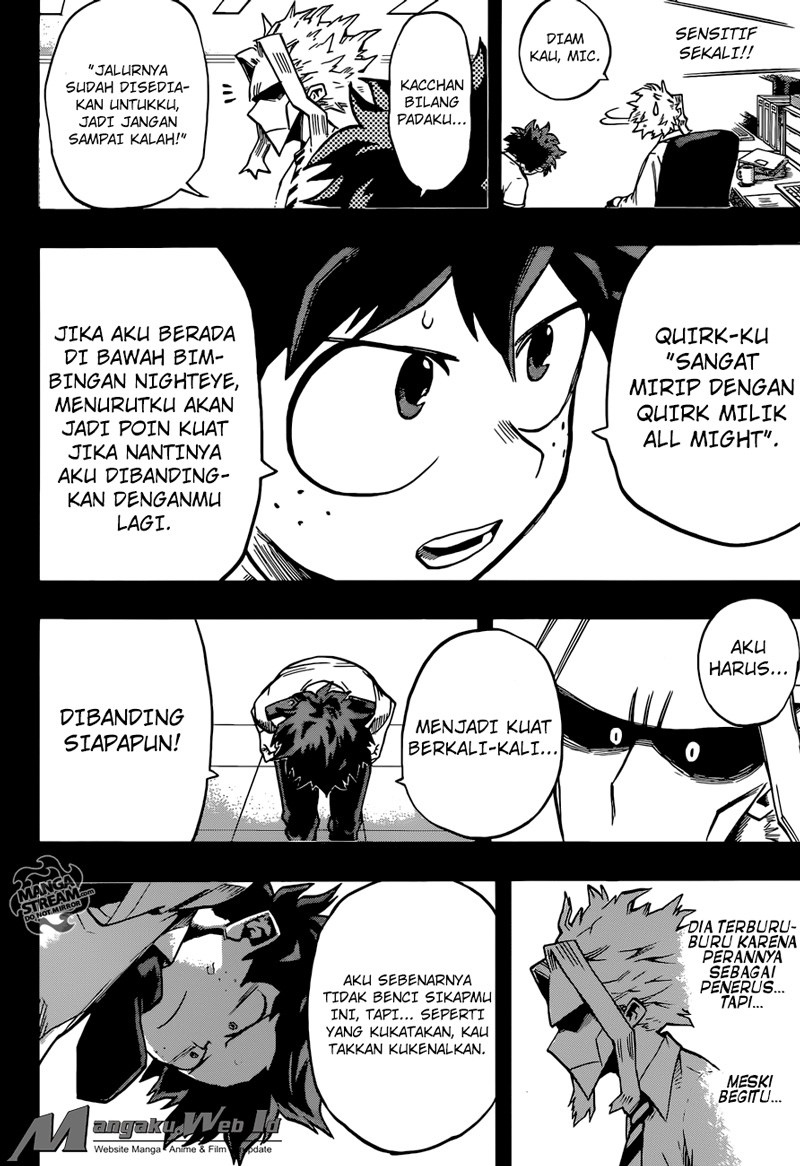 SENSITIF
SEKALI!!
DIAM
KAU, MIC.
KACCHAN
BILANG
PADAKU...
"JALURNYA
SUDAH DISEDIA-
KAN UNTUKKU,
JADI JANGAN
SAMPAI KALAH!"
QUIRK-KU
"SANGAT
MIRIP DENGAN
QUIRK MILIK
ALL MIGHT".
JIKA AKU BERADA
DI BAWAH BIM-
BINGAN NIGHTEYE,
MENURUTKU AKAN
JADI POIN KUAT
JIKA NANTINYA
AKU DIBANDING-
KAN DENGANMU
LAGI.
AKU
HARUS...
MENJADI KUAT
BERKALI-KALI...
DIBANDING
SIAPAPUN!
DIA TERBURU-
BURU KARENA
PERANNYA
SEBAGAI
PENERUS...
TAPI...
MESKI
BEGITU...
AKU SEBENARNYA
TIDAK BENCI SIKAPMU
INI, TAPI... SEPERTI
YANG KUKATAKAN, KAU
TAKKAN KUKENALKAN.
MANGA
STREAM.com
DO NOT MIRROR
Mangaku.Web.Id
Website Manga - Anime & Film Update